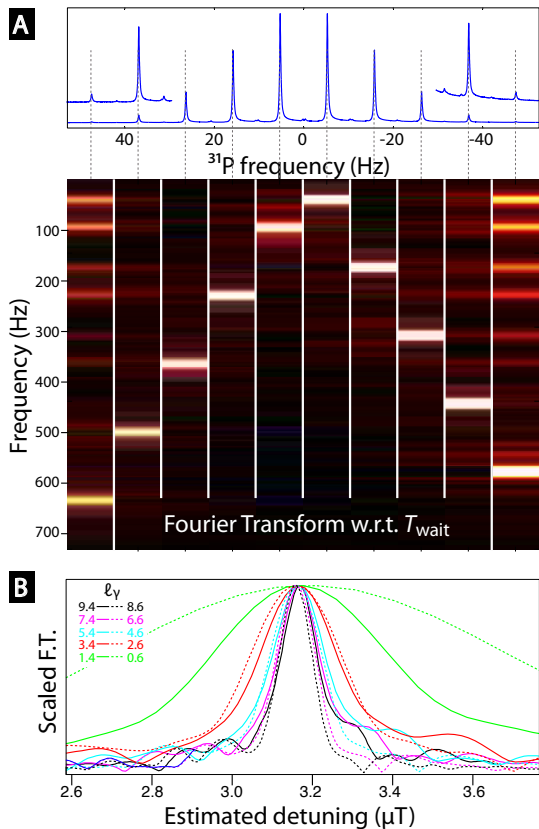 A
40 20 0 -20 -40
³¹P frequency (Hz)
Frequency (Hz)
100
200
300
400
500
600
700
Fourier Transform w.r.t. T_wait
B
ℓγ
9.4 8.6
7.4 6.6
5.4 4.6
3.4 2.6
1.4 0.6
Scaled F.T.
2.6 2.8 3.0 3.2 3.4 3.6
Estimated detuning (μT)